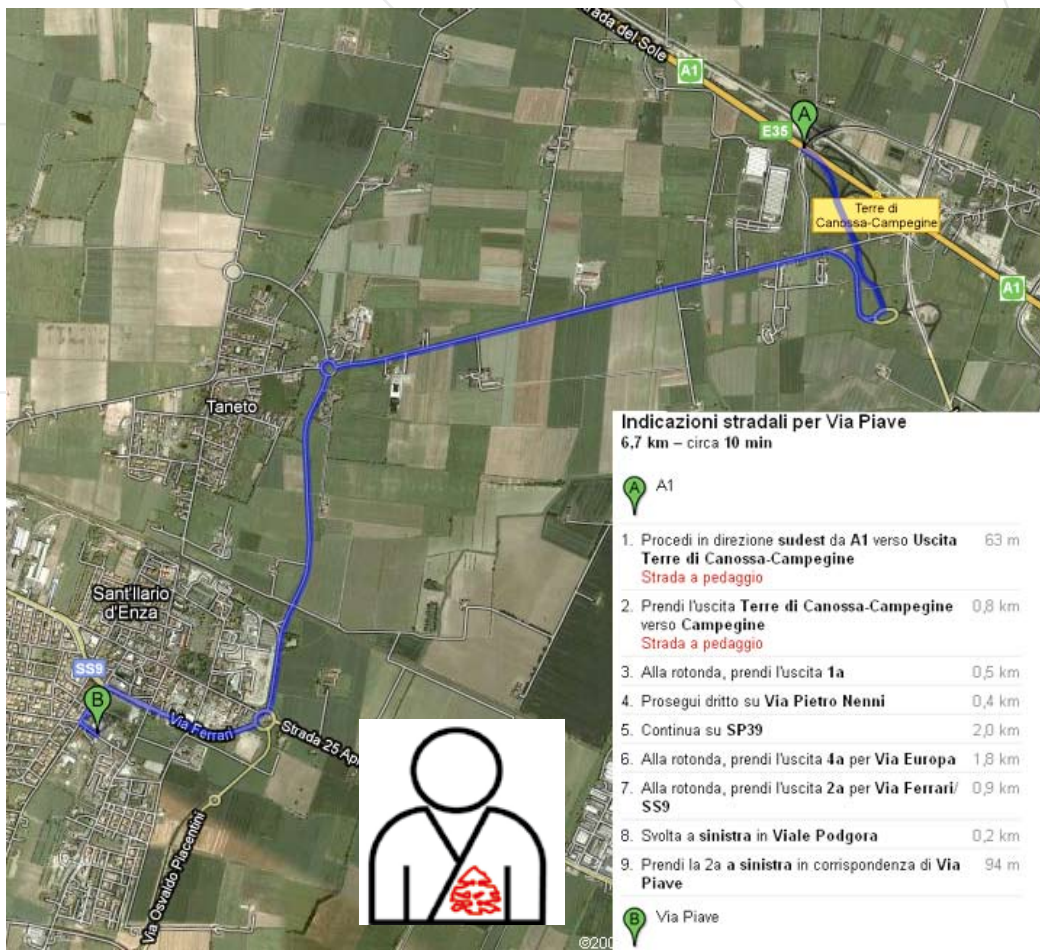 Strada del Sole
A1
A
E35
Terre di
Canossa-Campegine
A1
Taneto
Sant'Ilario
d'Enza
SS9
B
Via Ferrari
Strada 25 Apr
Via Osvaldo Piacentini
Indicazioni stradali per Via Piave
6,7 km – circa 10 min
A A1
1. Procedi in direzione sudest da A1 verso Uscita 63 m
Terre di Canossa-Campegine
Strada a pedaggio
2. Prendi l'uscita Terre di Canossa-Campegine 0,8 km
verso Campegine
Strada a pedaggio
3. Alla rotonda, prendi l'uscita 1a 0,5 km
4. Prosegui dritto su Via Pietro Nenni 0,4 km
5. Continua su SP39 2,0 km
6. Alla rotonda, prendi l'uscita 4a per Via Europa 1,8 km
7. Alla rotonda, prendi l'uscita 2a per Via Ferrari/ 0,9 km
SS9
8. Svolta a sinistra in Viale Podgora 0,2 km
9. Prendi la 2a a sinistra in corrispondenza di Via 94 m
Piave
B Via Piave
©200